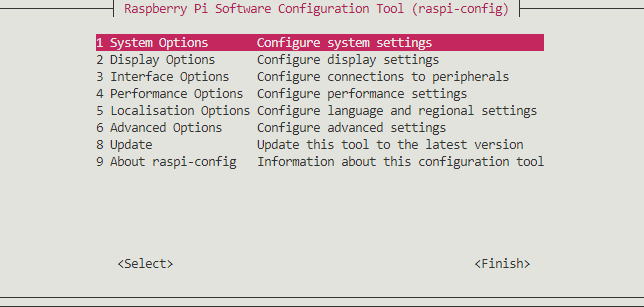 Raspberry Pi Software Configuration Tool (raspi-config)
1 System Options Configure system settings
2 Display Options Configure display settings
3 Interface Options Configure connections to peripherals
4 Performance Options Configure performance settings
5 Localisation Options Configure language and regional settings
6 Advanced Options Configure advanced settings
8 Update Update this tool to the latest version
9 About raspi-config Information about this configuration tool
<Select> <Finish>